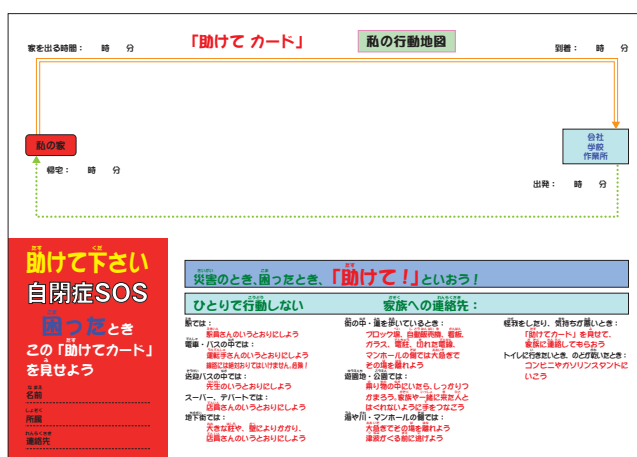 「助けて カード」
私の行動地図
家を出る時間： 時 分
到着： 時 分
私の家
会社
学校
作業所
帰宅： 時 分
出発： 時 分
助けて下さい
自閉症SOS
困ったとき
この「助けてカード」
を見せよう
名前
所属
連絡先
災害のとき、困ったとき、「助けて！」といおう！
ひとりで行動しない
家族への連絡先：
駅では：
駅員さんのいうとおりにしよう
電車・バスの中では：
運転手さんのいうとおりにしよう
線路には絶対おりてはいけません。危険！
送迎バスの中では：
先生のいうとおりにしよう
スーパー、デパートでは：
店員さんのいうとおりにしよう
地下街では：
大きな柱や、壁によりかかり、
店員さんのいうとおりにしよう
街の中・道を歩いているとき：
ブロック塀、自動販売機、看板、
ガラス、電柱、切れた電線、
マンホールの側では大急ぎで
その場を離れよう
遊園地・公園では：
乗り物の中にいたら、しっかりつ
かまろう。家族や一緒に来た人と
はぐれないように手をつなごう
海や川・マンホールの側では：
大急ぎでその場を離れよう
津波がくる前に逃げよう
怪我をしたり、気持ちが悪いとき：
「助けてカード」を見せて、
家族に連絡してもらおう
トイレに行きたいとき、のどが乾いたとき：
コンビニやガソリンスタンドに
いこう